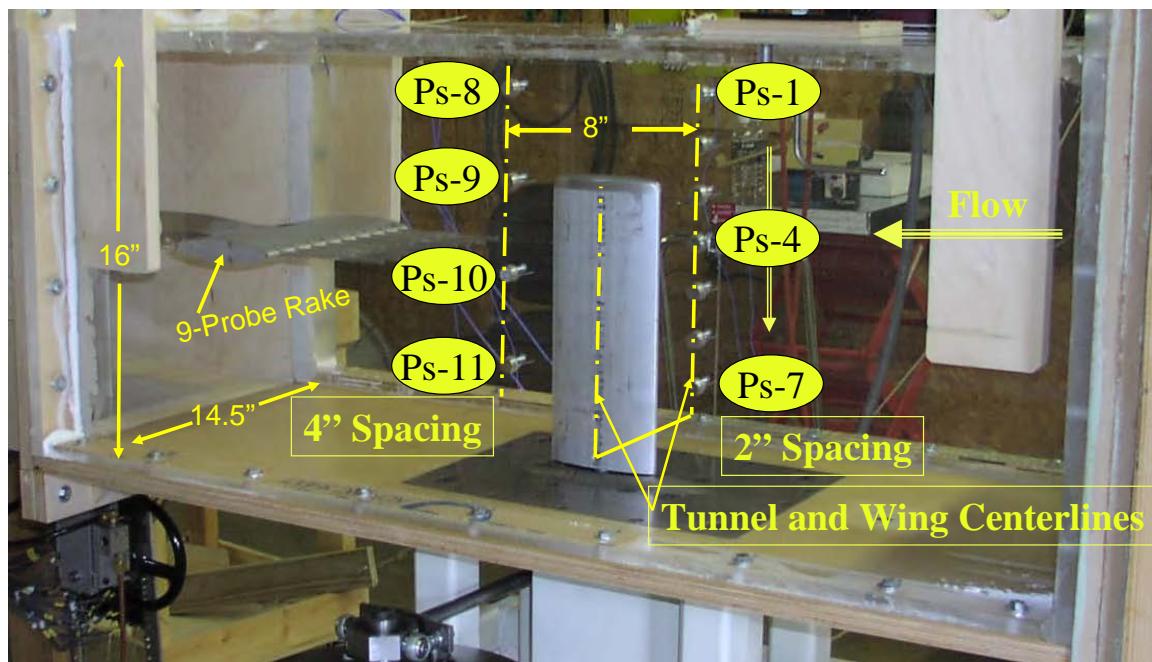 Ps-8
Ps-1
8”
Ps-9
Flow
Ps-4
16”
Ps-10
9-Probe Rake
Ps-11
Ps-7
14.5”
4” Spacing
2” Spacing
Tunnel and Wing Centerlines